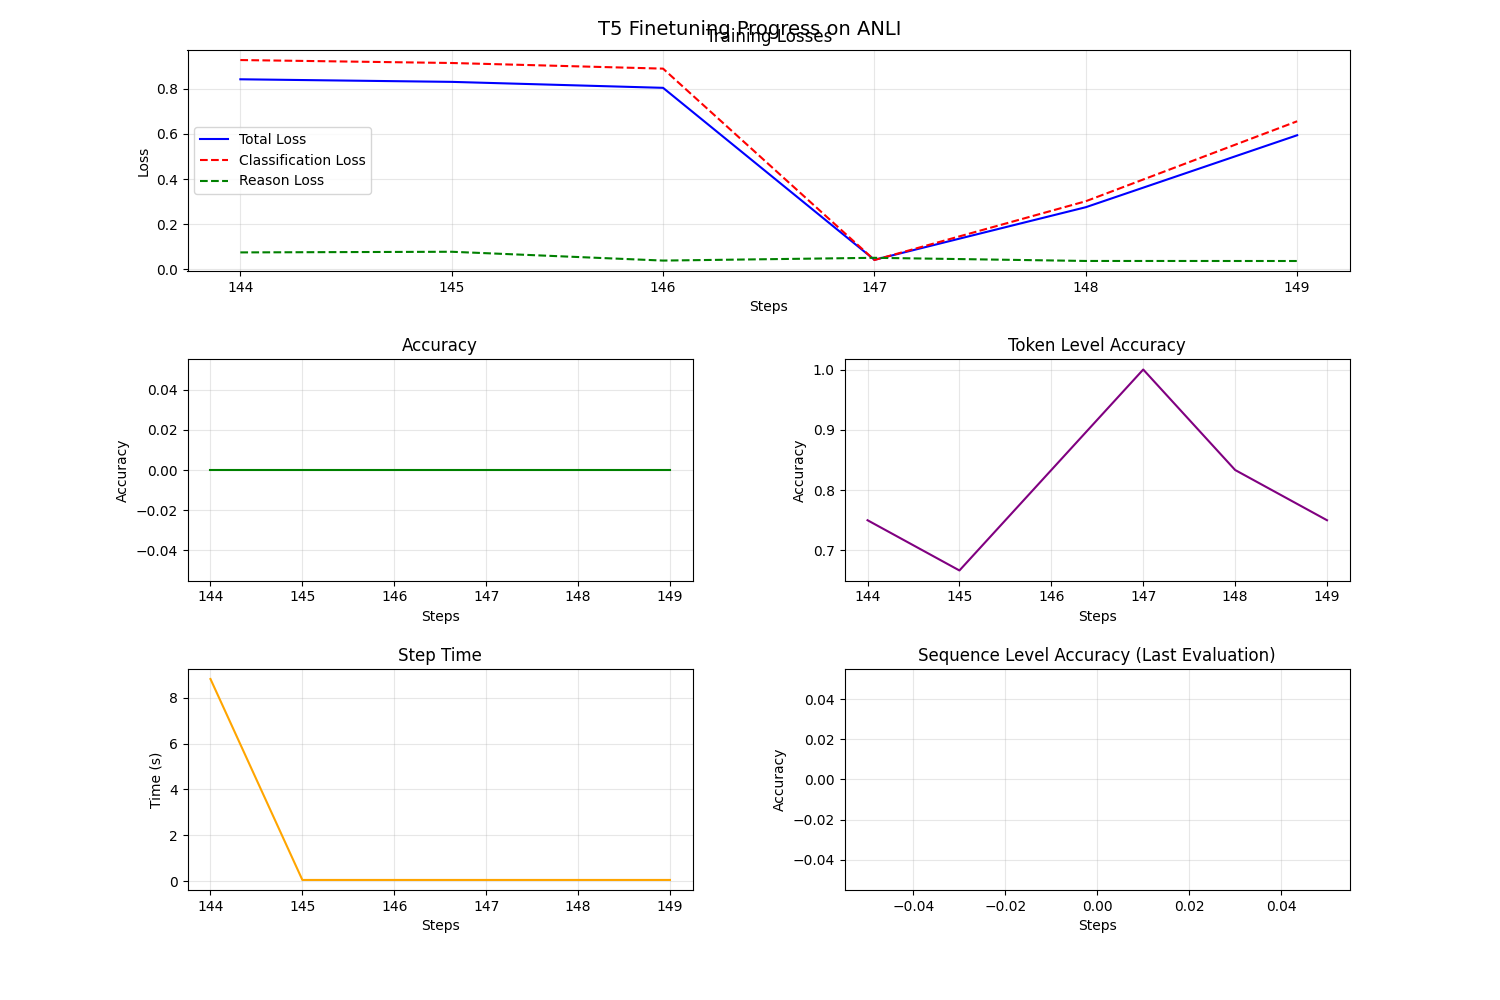 T5 Finetuning Progress on ANLI
Training Losses
0.8
0.6
0.4
0.2
0.0
Loss
Total Loss
Classification Loss
Reason Loss
144 145 146 147 148 149
Steps
Accuracy
0.04
0.02
0.00
−0.02
−0.04
Accuracy
144 145 146 147 148 149
Steps
Token Level Accuracy
1.0
0.9
0.8
0.7
Accuracy
144 145 146 147 148 149
Steps
Step Time
8
6
4
2
0
Time (s)
144 145 146 147 148 149
Steps
Sequence Level Accuracy (Last Evaluation)
0.04
0.02
0.00
−0.02
−0.04
Accuracy
−0.04 −0.02 0.00 0.02 0.04
Steps